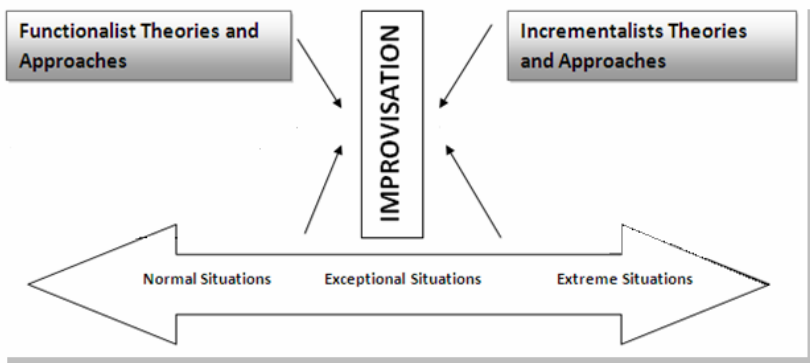 Functionalist Theories and
Approaches
IMPROVISATION
Incrementalists Theories
and Approaches
Normal Situations
Exceptional Situations
Extreme Situations